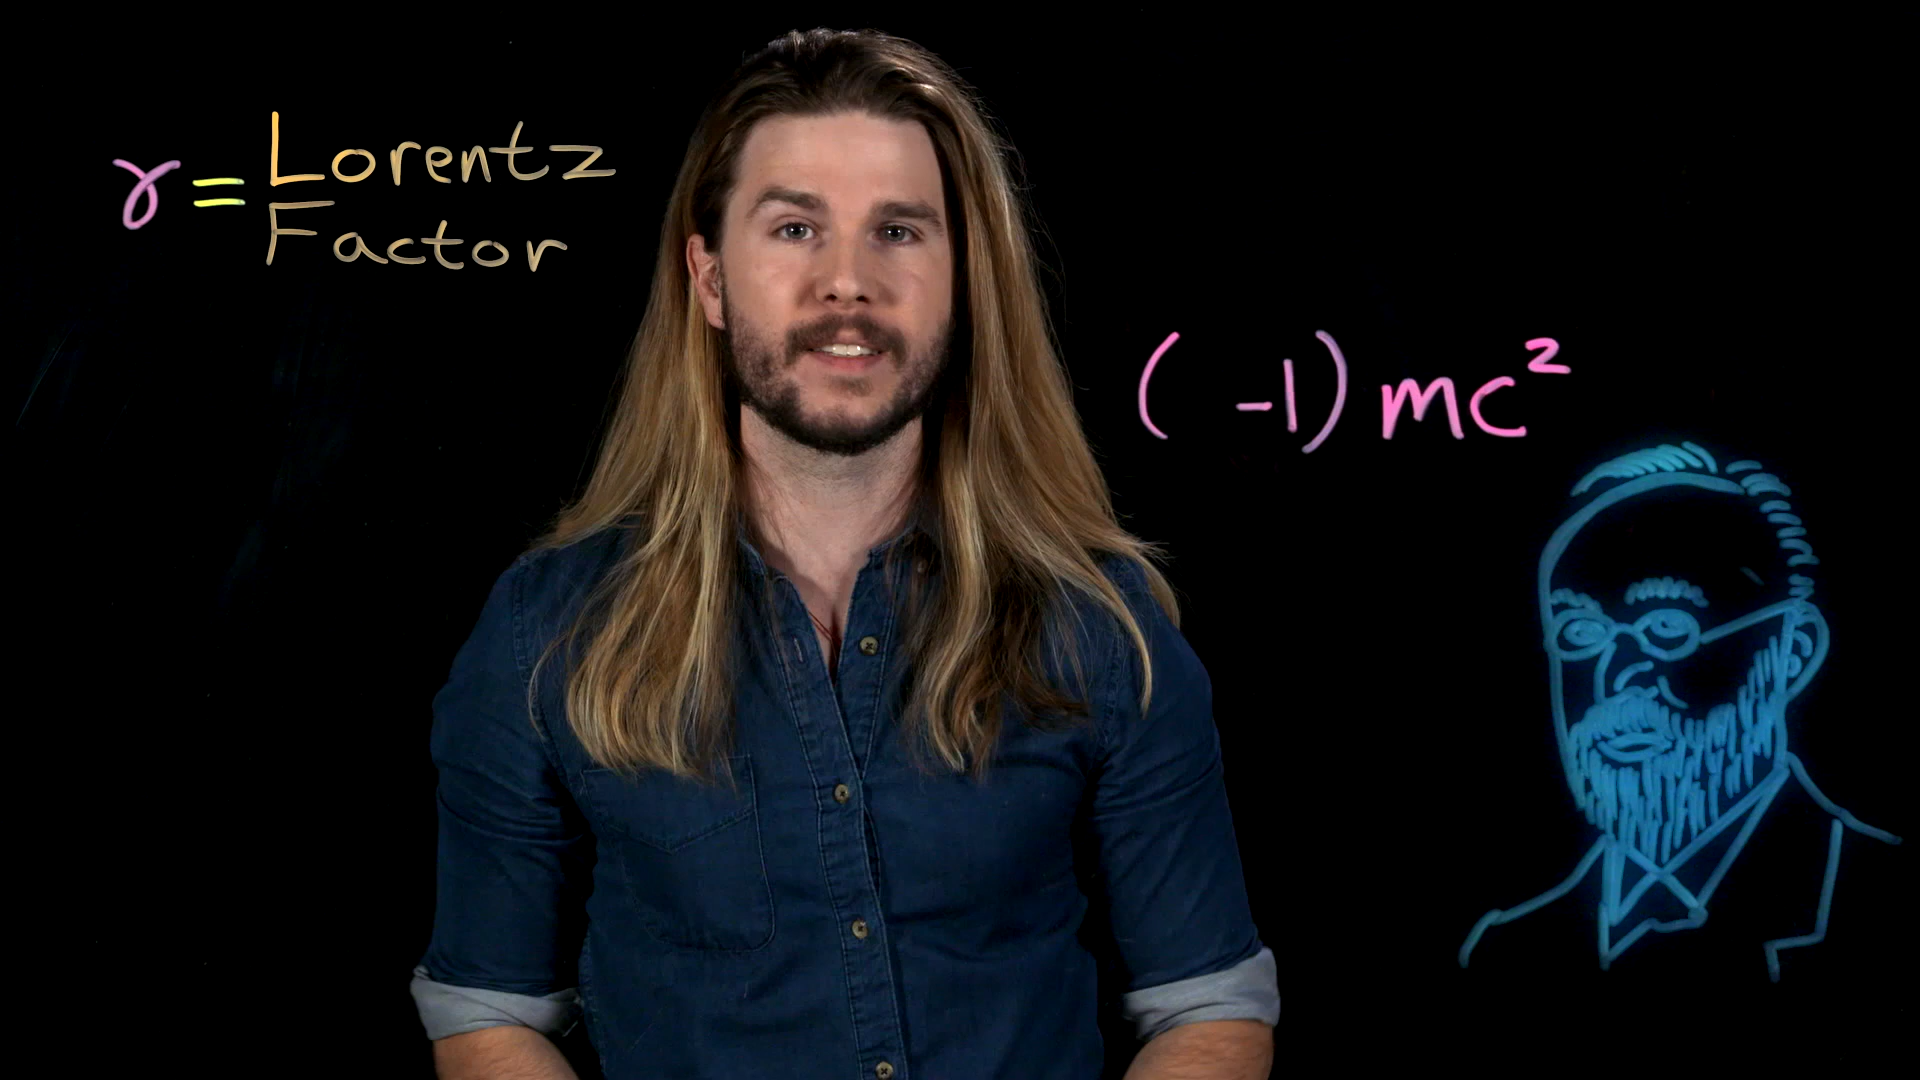 γ = Lorentz
Factor
( -1) mc²